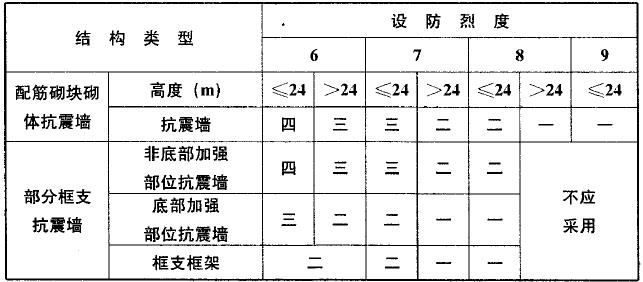 结构类型 设防烈度
6 7 8 9
配筋砌块砌体抗震墙 高度（m） ≤24 >24 ≤24 >24 ≤24 >24 ≤24
抗震墙 四 三 三 二 二 一 一
部分框支抗震墙 非底部加强部位抗震墙 四 三 三 二 二 不应采用
底部加强部位抗震墙 三 二 二 一 一
框支框架 二 二 一 一